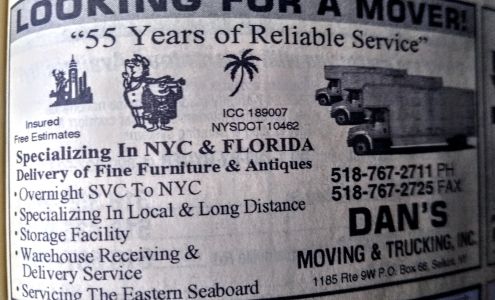 LOOKING FOR A MOVER!
"55 Years of Reliable Service"
Insured
Free Estimates
ICC 189007
NYSDOT 10462
Specializing In NYC & FLORIDA
Delivery of Fine Furniture & Antiques
• Overnight SVC To NYC
• Specializing In Local & Long Distance
• Storage Facility
• Warehouse Receiving &
Delivery Service
• Servicing The Eastern Seaboard
518-767-2711 PH
518-767-2725 FAX
DAN'S
MOVING & TRUCKING, INC.
1185 Rte 9W P.O. Box 66, Selkirk, NY